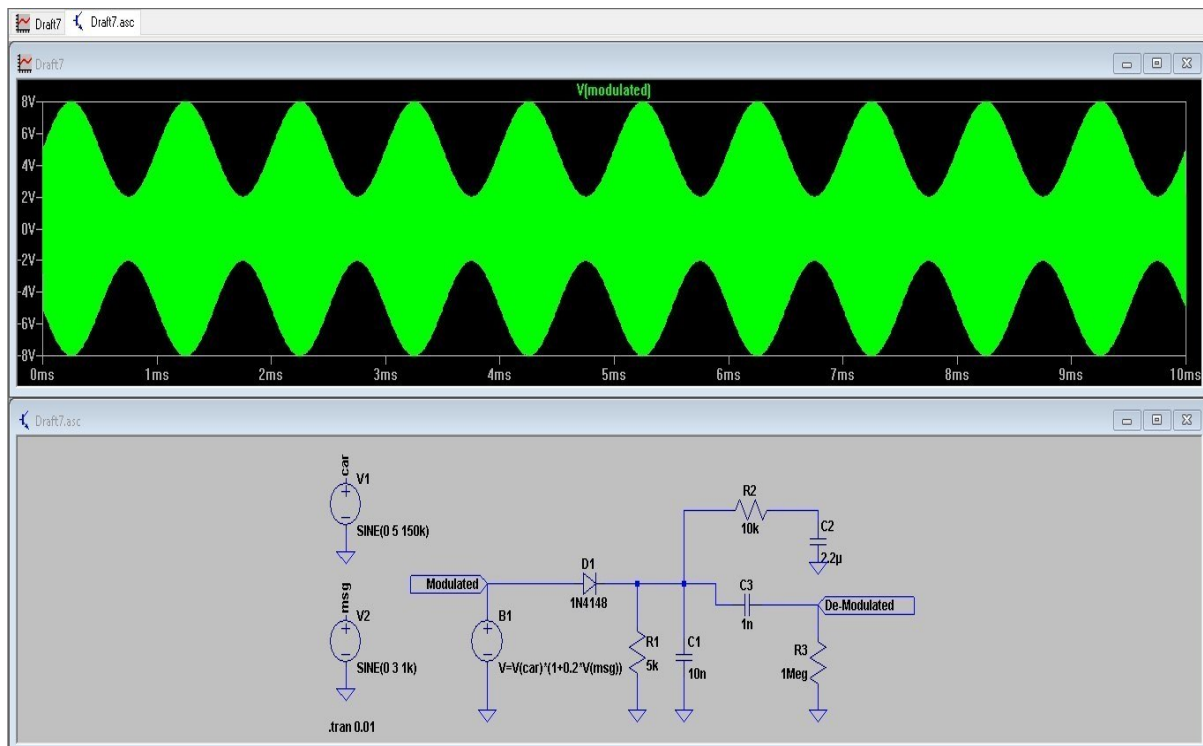 Draft7 Draft7.asc
Draft7
V(modulated)
8V
6V
4V
2V
0V
-2V
-4V
-6V
-8V
0ms 1ms 2ms 3ms 4ms 5ms 6ms 7ms 8ms 9ms 10ms
Draft7.asc
car
V1
SINE(0 5 150k)
msg
V2
SINE(0 3 1k)
.tran 0.01
Modulated
B1
V=V(car)*(1+0.2*V(msg))
D1
1N4148
R1
5k
C1
10n
R2
10k
C2
2.2µ
C3
1n
De-Modulated
R3
1Meg